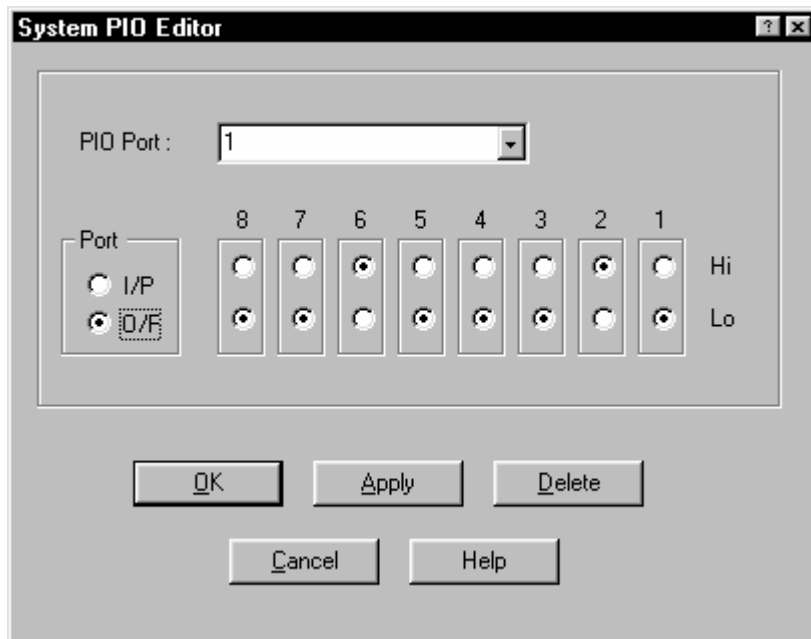 System PIO Editor
PIO Port :
1
8 7 6 5 4 3 2 1
Port
I/P
O/F
Hi
Lo
OK
Apply
Delete
Cancel
Help